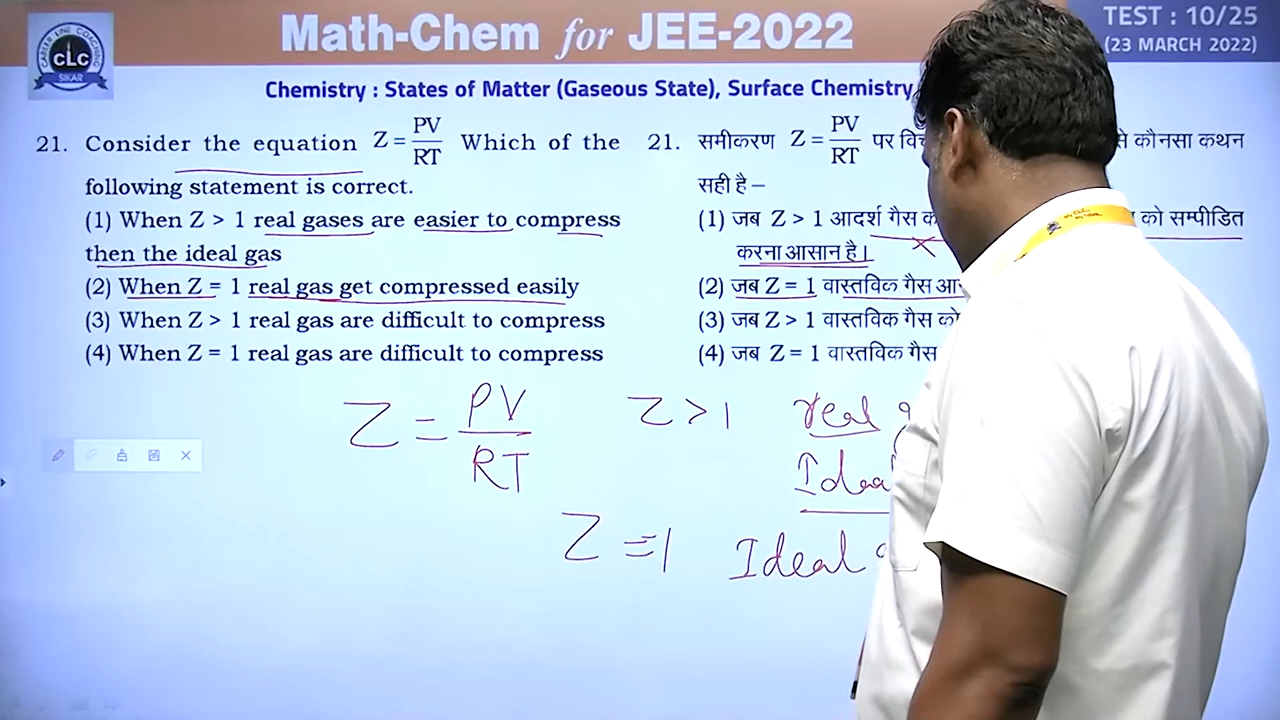 Math-Chem for JEE-2022
TEST : 10/25
(23 MARCH 2022)
CAREER LINE COACHING
CLC
SIKAR
Chemistry : States of Matter (Gaseous State), Surface Chemistry
21. Consider the equation Z = PV/RT Which of the
following statement is correct.
(1) When Z > 1 real gases are easier to compress
then the ideal gas
(2) When Z = 1 real gas get compressed easily
(3) When Z > 1 real gas are difficult to compress
(4) When Z = 1 real gas are difficult to compress
21. समीकरण Z = PV/RT पर कौनसा कथन
सही है –
(1) जब Z > 1 आदर्श गैस को सम्पीडित
करना आसान है।
(2) जब Z = 1 वास्तविक गैस
(3) जब Z > 1 वास्तविक गैस को
(4) जब Z = 1 वास्तविक गैस
Z = PV/RT
Z > 1 real
Z = 1 Ideal